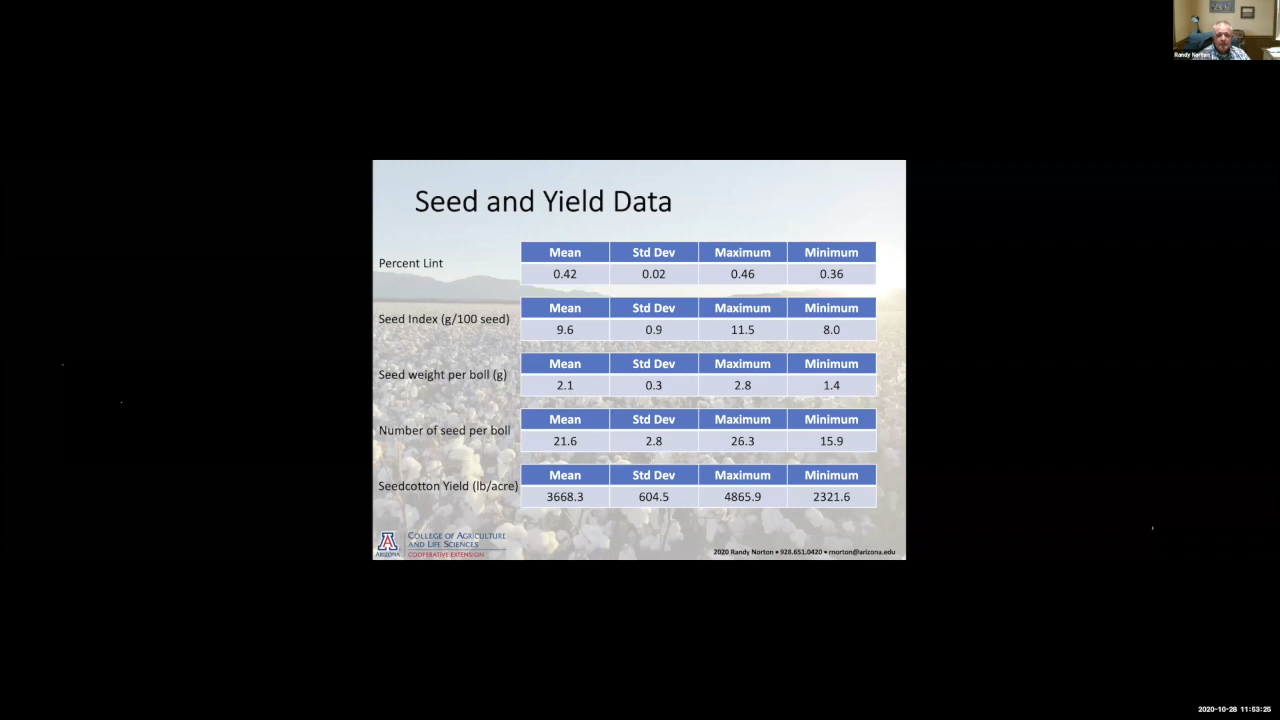 Randy Norton
Seed and Yield Data
Percent Lint
Mean Std Dev Maximum Minimum
0.42 0.02 0.46 0.36
Seed Index (g/100 seed)
Mean Std Dev Maximum Minimum
9.6 0.9 11.5 8.0
Seed weight per boll (g)
Mean Std Dev Maximum Minimum
2.1 0.3 2.8 1.4
Number of seed per boll
Mean Std Dev Maximum Minimum
21.6 2.8 26.3 15.9
Seedcotton Yield (lb/acre)
Mean Std Dev Maximum Minimum
3668.3 604.5 4865.9 2321.6
A
ARIZONA
COLLEGE OF AGRICULTURE
AND LIFE SCIENCES
COOPERATIVE EXTENSION
2020 Randy Norton • 928.651.0420 • rnorton@arizona.edu
2020-10-28 11:53:25